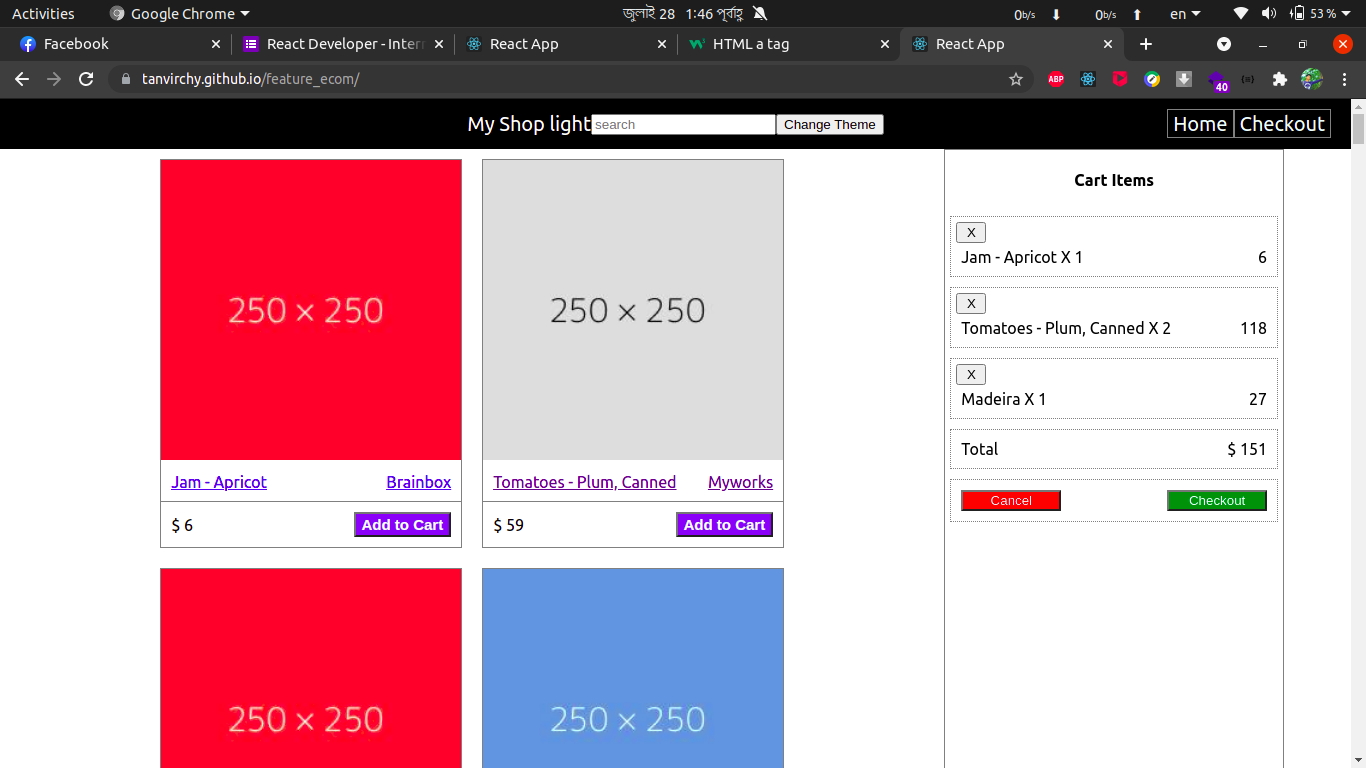 Activities Google Chrome জুলাই 28 1:46 পূর্বাহ্ণ 0 B/s 0 B/s en 53 %
Facebook React Developer - Inter React App HTML a tag React App
tanvirchy.github.io/feature_ecom/ ABP 40
My Shop light search Change Theme Home Checkout
250 × 250
250 × 250
Jam - Apricot Brainbox
$ 6 Add to Cart
Tomatoes - Plum, Canned Myworks
$ 59 Add to Cart
250 × 250
250 × 250
Cart Items
X
Jam - Apricot X 1 6
X
Tomatoes - Plum, Canned X 2 118
X
Madeira X 1 27
Total $ 151
Cancel Checkout